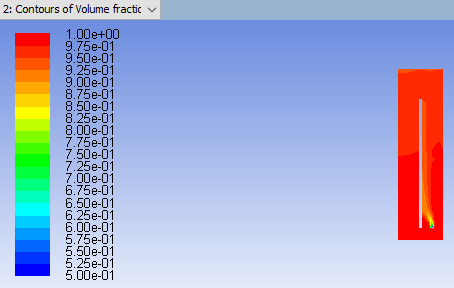 2: Contours of Volume fractic
1.00e+00
9.75e-01
9.50e-01
9.25e-01
9.00e-01
8.75e-01
8.50e-01
8.25e-01
8.00e-01
7.75e-01
7.50e-01
7.25e-01
7.00e-01
6.75e-01
6.50e-01
6.25e-01
6.00e-01
5.75e-01
5.50e-01
5.25e-01
5.00e-01